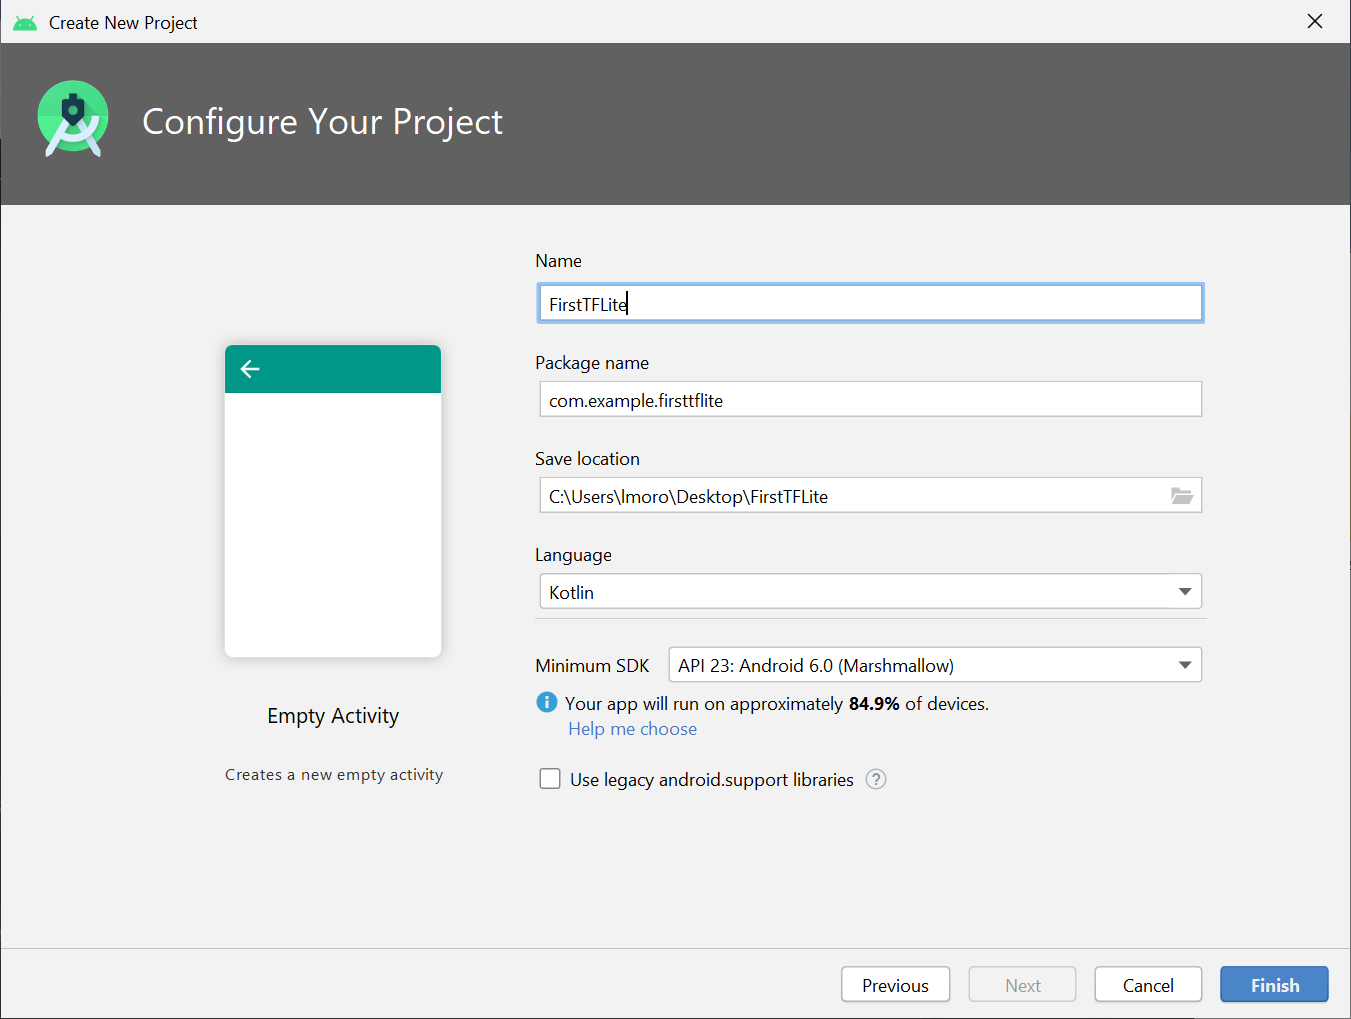 Create New Project
Configure Your Project
Name
FirstTFLite
Package name
com.example.firsttflite
Save location
C:\Users\lmoro\Desktop\FirstTFLite
Language
Kotlin
Minimum SDK API 23: Android 6.0 (Marshmallow)
i Your app will run on approximately 84.9% of devices.
Help me choose
Use legacy android.support libraries ?
Empty Activity
Creates a new empty activity
Previous Next Cancel Finish